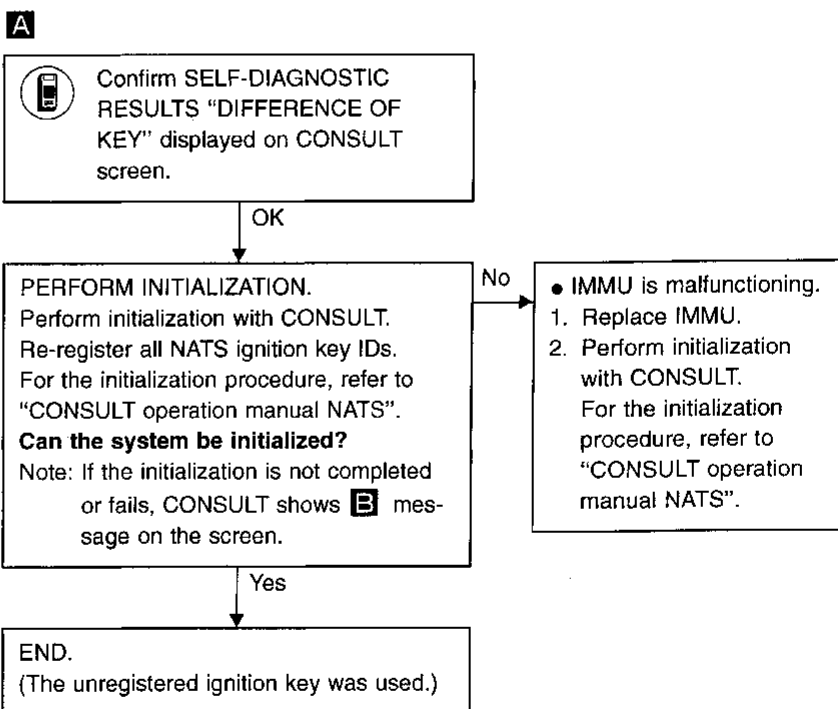 A
Confirm SELF-DIAGNOSTIC
RESULTS “DIFFERENCE OF
KEY” displayed on CONSULT
screen.
OK
PERFORM INITIALIZATION.
Perform initialization with CONSULT.
Re-register all NATS ignition key IDs.
For the initialization procedure, refer to
“CONSULT operation manual NATS”.
Can the system be initialized?
Note: If the initialization is not completed
or fails, CONSULT shows B mes-
sage on the screen.
No
● IMMU is malfunctioning.
1. Replace IMMU.
2. Perform initialization
with CONSULT.
For the initialization
procedure, refer to
“CONSULT operation
manual NATS”.
Yes
END.
(The unregistered ignition key was used.)